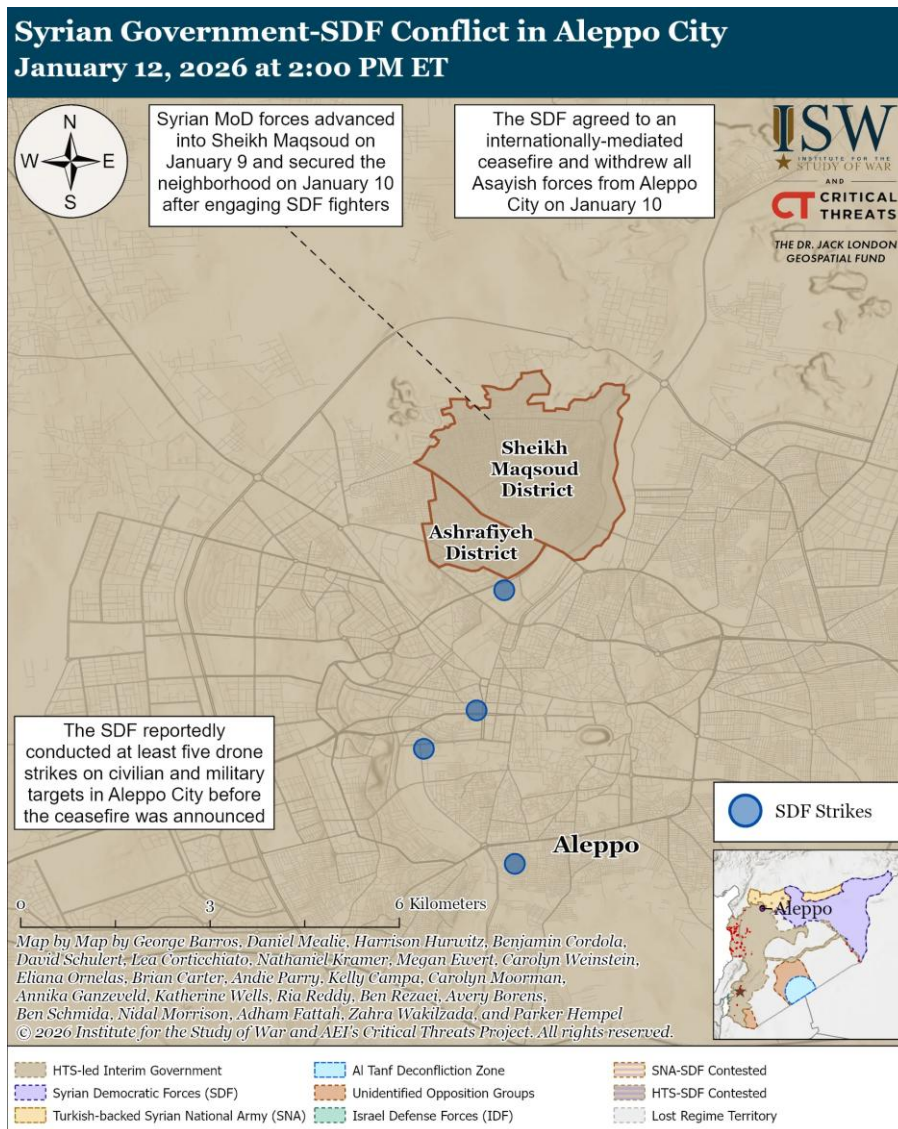 Syrian Government-SDF Conflict in Aleppo City
January 12, 2026 at 2:00 PM ET
N
W
E
S
Syrian MoD forces advanced
into Sheikh Maqsoud on
January 9 and secured the
neighborhood on January 10
after engaging SDF fighters
The SDF agreed to an
internationally-mediated
ceasefire and withdrew all
Asayish forces from Aleppo
City on January 10
ISW
INSTITUTE FOR THE
STUDY OF WAR
AND
CT CRITICAL
THREATS
THE DR. JACK LONDON
GEOSPATIAL FUND
Sheikh
Maqsoud
District
Ashrafiyeh
District
The SDF reportedly
conducted at least five drone
strikes on civilian and military
targets in Aleppo City before
the ceasefire was announced
SDF Strikes
Aleppo
Aleppo
0 3 6 Kilometers
Map by Map by George Barros, Daniel Mealie, Harrison Hurwitz, Benjamin Cordola,
David Schulert, Lea Corticchiato, Nathaniel Kramer, Megan Ewert, Carolyn Weinstein,
Eliana Ornelas, Brian Carter, Andie Parry, Kelly Campa, Carolyn Moorman,
Annika Ganzeveld, Katherine Wells, Ria Reddy, Ben Rezaei, Avery Borens,
Ben Schmida, Nidal Morrison, Adham Fattah, Zahra Wakilzada, and Parker Hempel
© 2026 Institute for the Study of War and AEI's Critical Threats Project. All rights reserved.
HTS-led Interim Government
Al Tanf Deconfliction Zone
SNA-SDF Contested
Syrian Democratic Forces (SDF)
Unidentified Opposition Groups
HTS-SDF Contested
Turkish-backed Syrian National Army (SNA)
Israel Defense Forces (IDF)
Lost Regime Territory